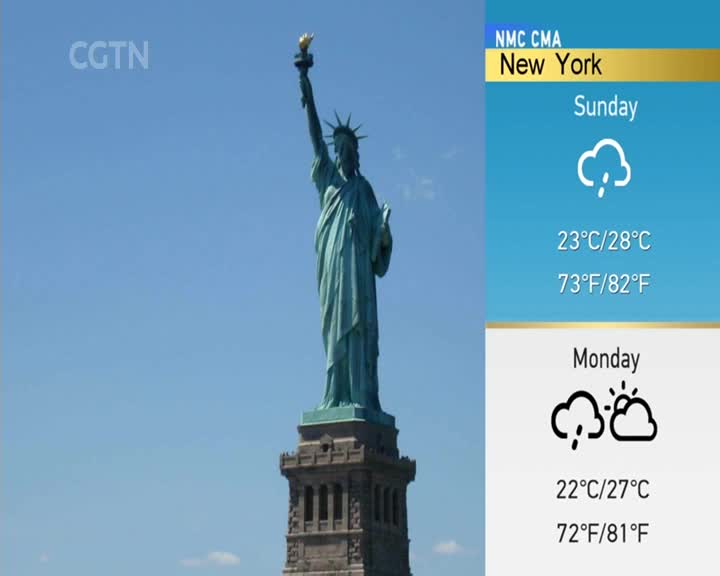 CGTN
NMC CMA
New York
Sunday
23°C/28°C
73°F/82°F
Monday
22°C/27°C
72°F/81°F